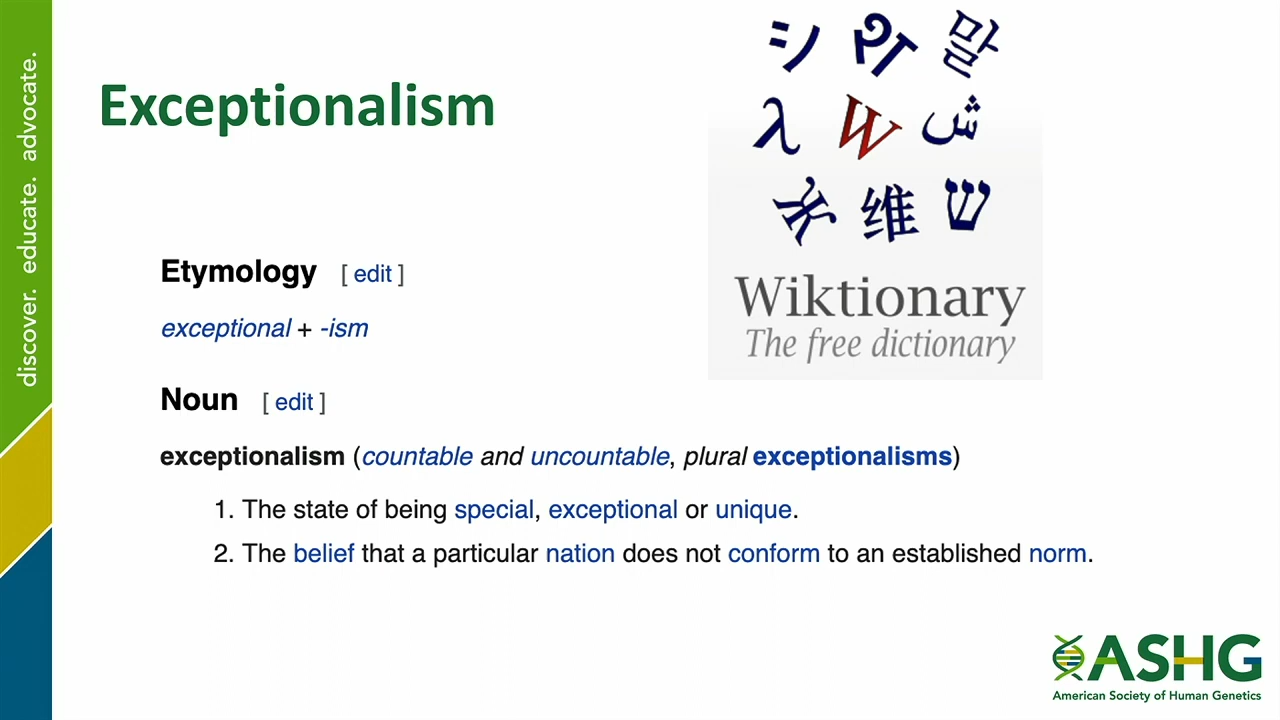 discover. educate. advocate.
Exceptionalism
シ 말
λ W ش
维 ש
Wiktionary
The free dictionary
Etymology [ edit ]
exceptional + -ism
Noun [ edit ]
exceptionalism (countable and uncountable, plural exceptionalisms)
1. The state of being special, exceptional or unique.
2. The belief that a particular nation does not conform to an established norm.
ASHG
American Society of Human Genetics